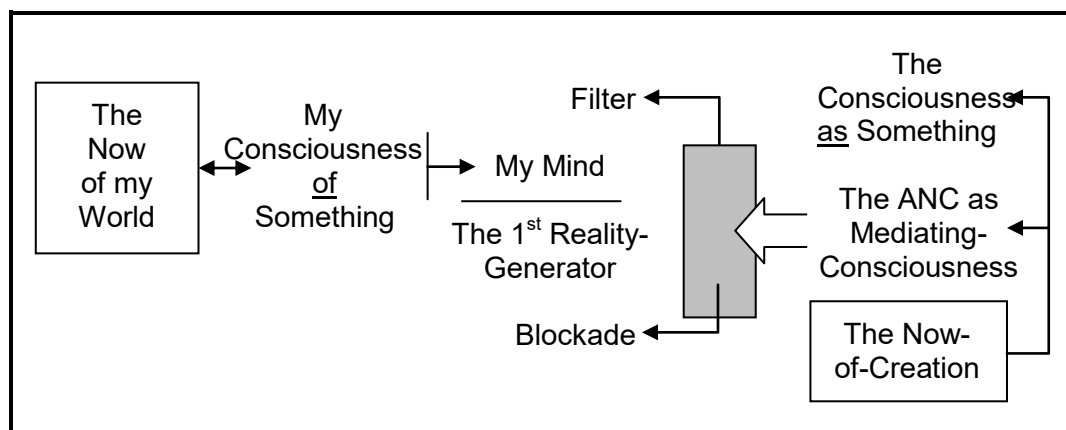 The
Now
of my
World
My
Consciousness
of
Something
My Mind
The 1st Reality-
Generator
Filter
Blockade
The
Consciousness
as Something
The ANC as
Mediating-
Consciousness
The Now-
of-Creation